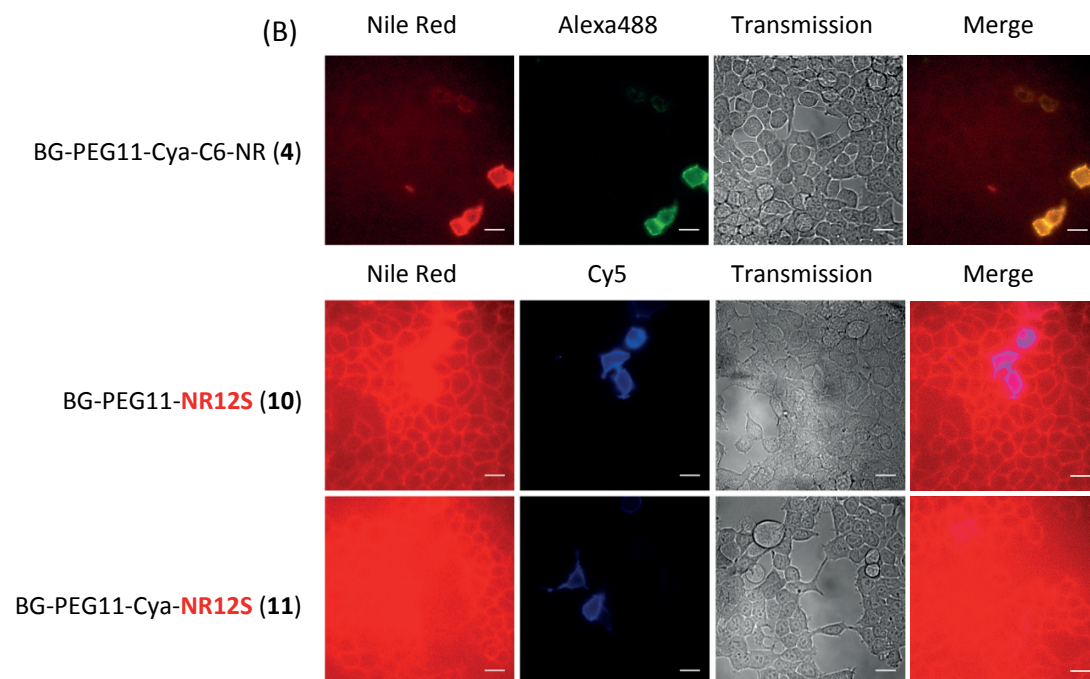 (B) Nile Red Alexa488 Transmission Merge
BG-PEG11-Cya-C6-NR (4)
Nile Red Cy5 Transmission Merge
BG-PEG11-NR12S (10)
BG-PEG11-Cya-NR12S (11)